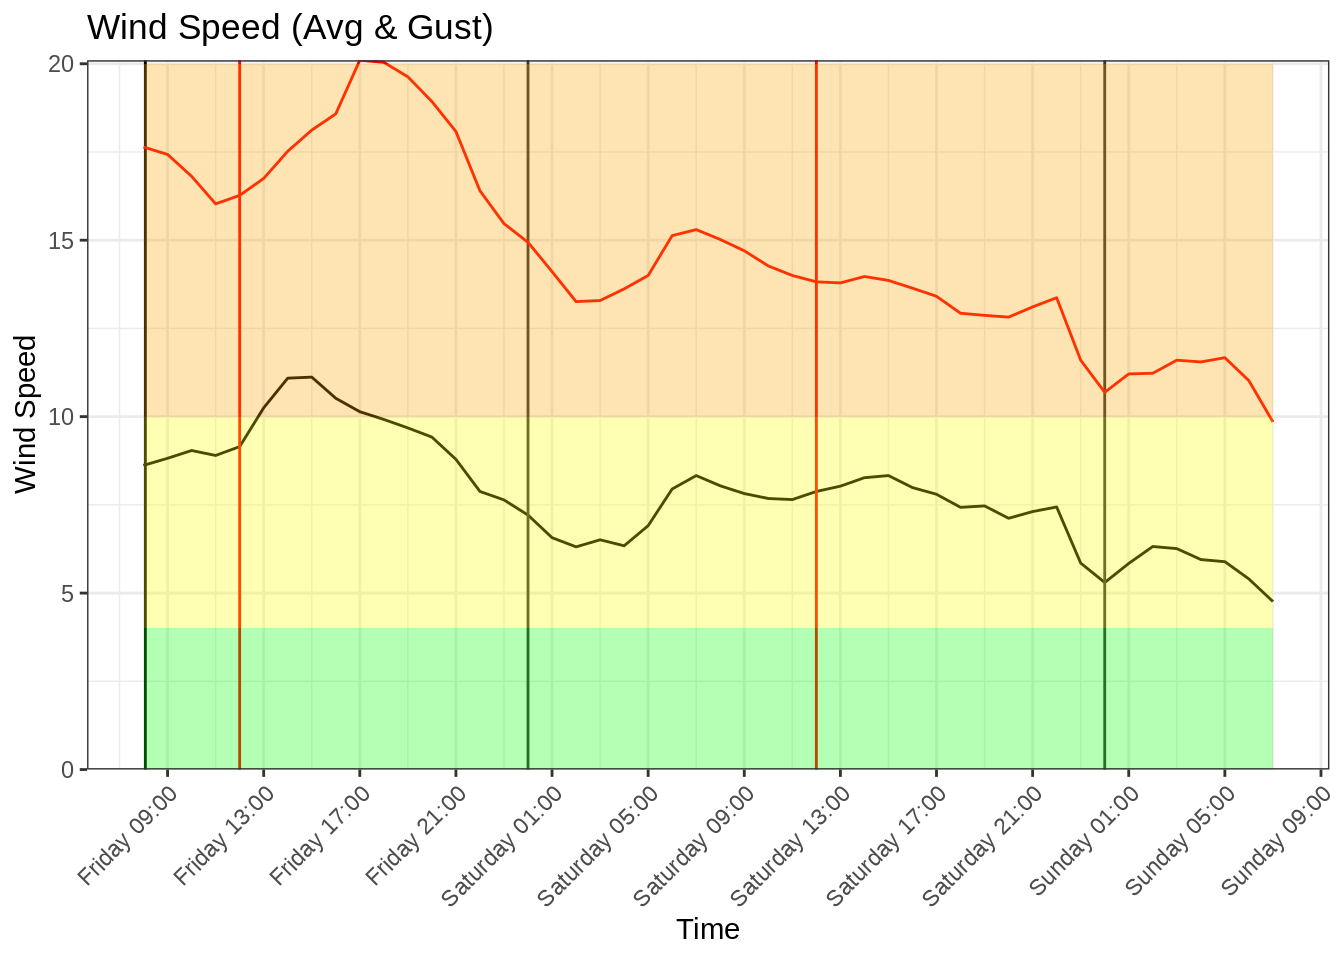 Wind Speed (Avg & Gust)
20
15
10
5
0
Wind Speed
Friday 09:00
Friday 13:00
Friday 17:00
Friday 21:00
Saturday 01:00
Saturday 05:00
Saturday 09:00
Saturday 13:00
Saturday 17:00
Saturday 21:00
Sunday 01:00
Sunday 05:00
Sunday 09:00
Time